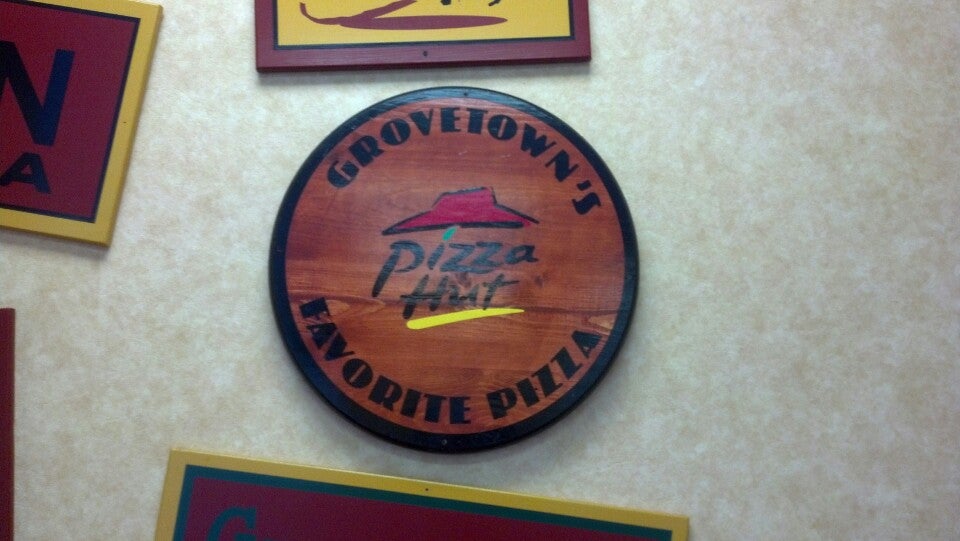 N
A
GROVETOWN'S
Pizza
Hut
FAVORITE PIZZA
G